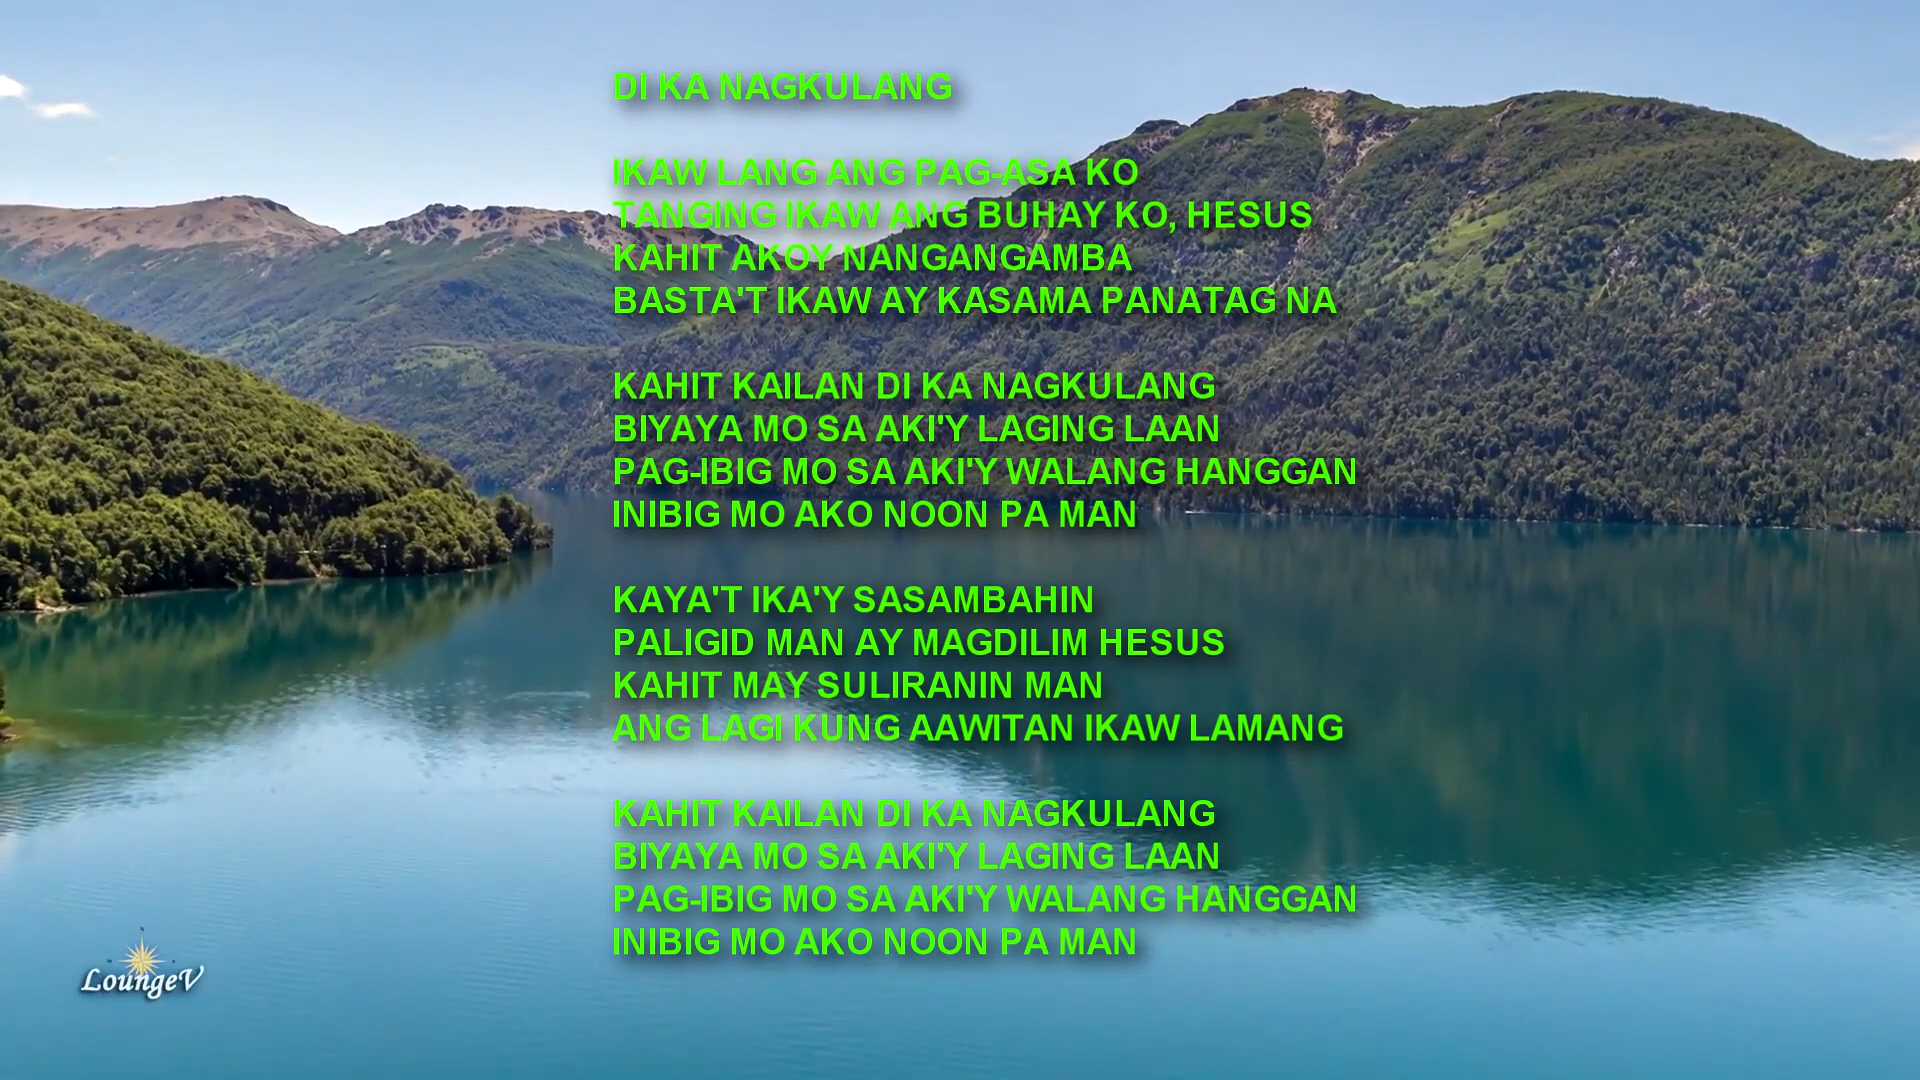 DI KA NAGKULANG
IKAW LANG ANG PAG-ASA KO
TANGING IKAW ANG BUHAY KO, HESUS
KAHIT AKOY NANGANGAMBA
BASTA'T IKAW AY KASAMA PANATAG NA
KAHIT KAILAN DI KA NAGKULANG
BIYAYA MO SA AKI'Y LAGING LAAN
PAG-IBIG MO SA AKI'Y WALANG HANGGAN
INIBIG MO AKO NOON PA MAN
KAYA'T IKA'Y SASAMBAHIN
PALIGID MAN AY MAGDILIM HESUS
KAHIT MAY SULIRANIN MAN
ANG LAGI KUNG AAWITAN IKAW LAMANG
KAHIT KAILAN DI KA NAGKULANG
BIYAYA MO SA AKI'Y LAGING LAAN
PAG-IBIG MO SA AKI'Y WALANG HANGGAN
INIBIG MO AKO NOON PA MAN
LoungeV